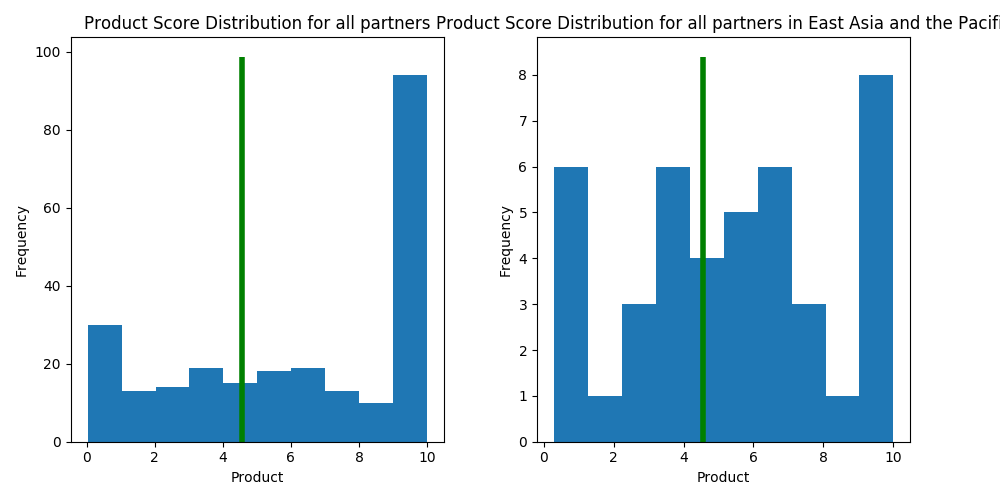 Product Score Distribution for all partners
100
80
60
40
20
0
Frequency
0 2 4 6 8 10
Product
Product Score Distribution for all partners in East Asia and the Pacifi
8
7
6
5
4
3
2
1
0
Frequency
0 2 4 6 8 10
Product